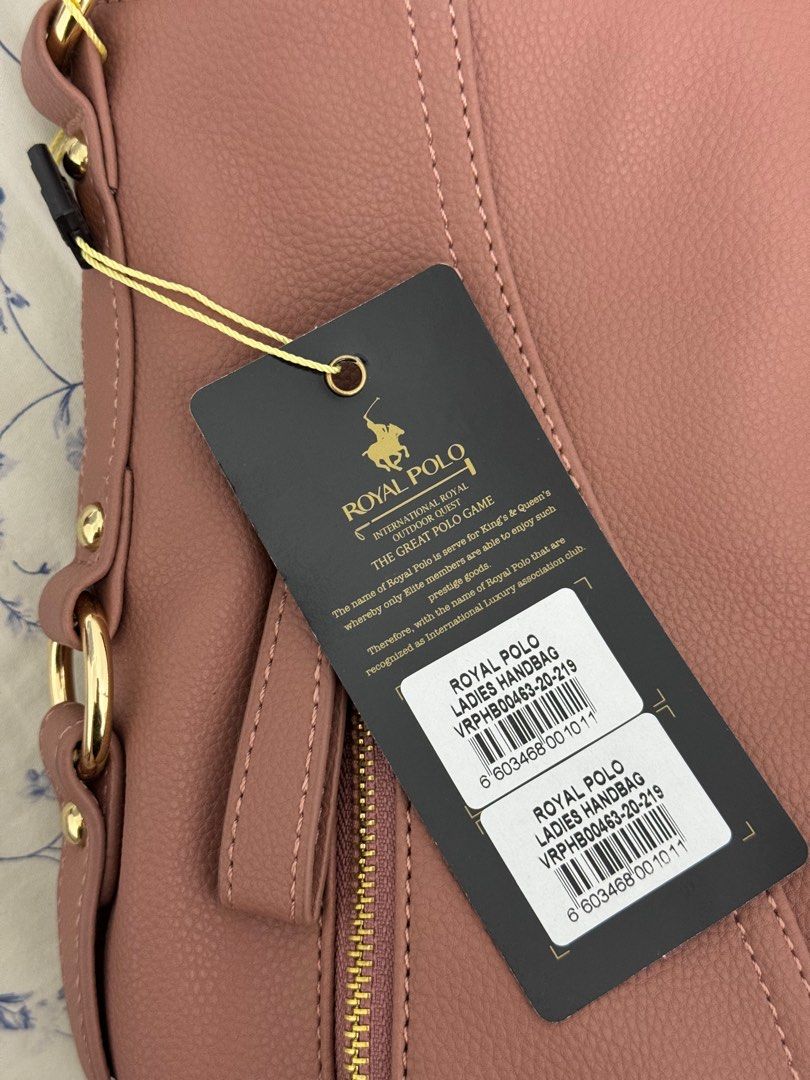 ROYAL POLO
INTERNATIONAL ROYAL
OUTDOOR QUEST
THE GREAT POLO GAME
The name of Royal Polo is serve for King's & Queen's
whereby only Elite members are able to enjoy such
prestige goods.
Therefore, with the name of Royal Polo that are
recognized as International Luxury association club.
ROYAL POLO
LADIES HANDBAG
VRPHB00463-20-219
6 603468 001011
ROYAL POLO
LADIES HANDBAG
VRPHB00463-20-219
6 603468 001011